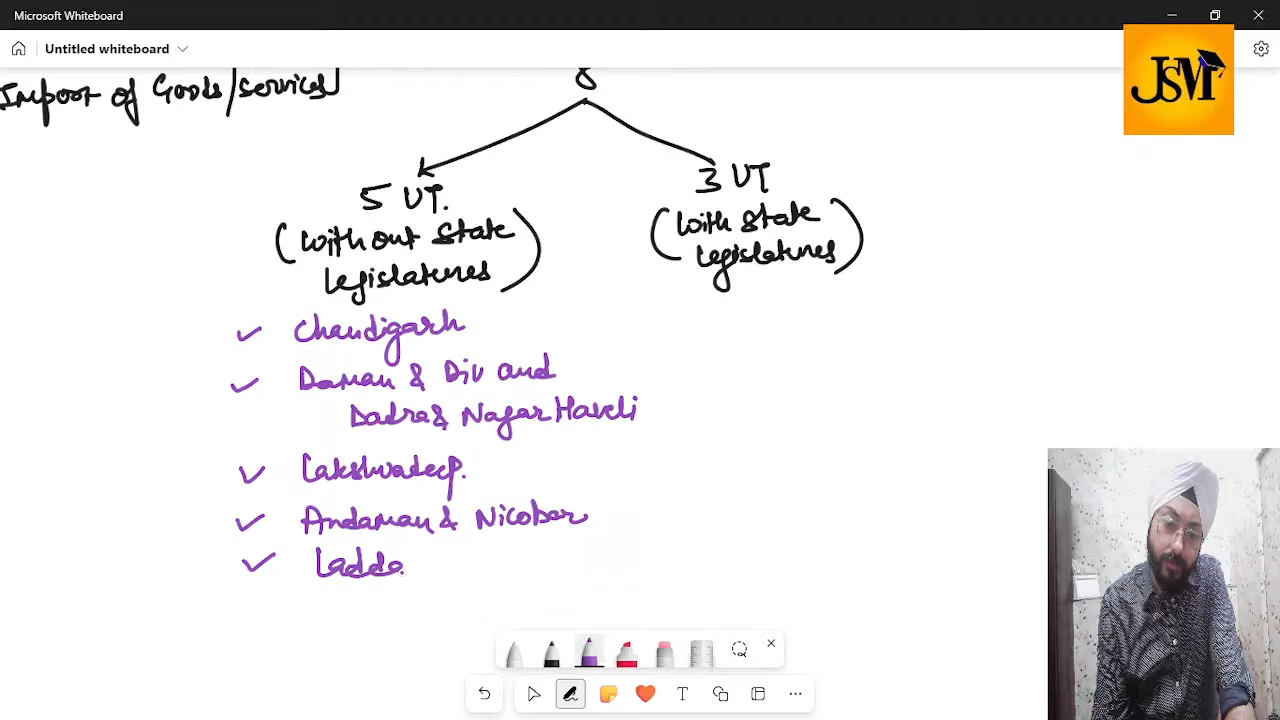 Microsoft Whiteboard
Untitled whiteboard
JSM
Import of Goods/services]
8
5 UT.
3 UT
(without state
legislatures)
(with state
legislatures)
Chandigarh
Daman & Diu and
Dadra & Nagar Haveli
Lakshwadeep.
Andaman & Nicobar
Ladda